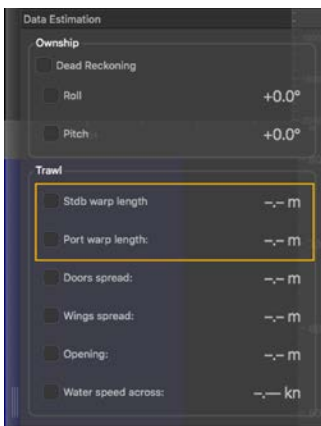 Data Estimation
Ownship
Dead Reckoning
Roll +0.0°
Pitch +0.0°
Trawl
Stdb warp length -.-- m
Port warp length: -.-- m
Doors spread: -.-- m
Wings spread: -.-- m
Opening: -.-- m
Water speed across: -.-- kn